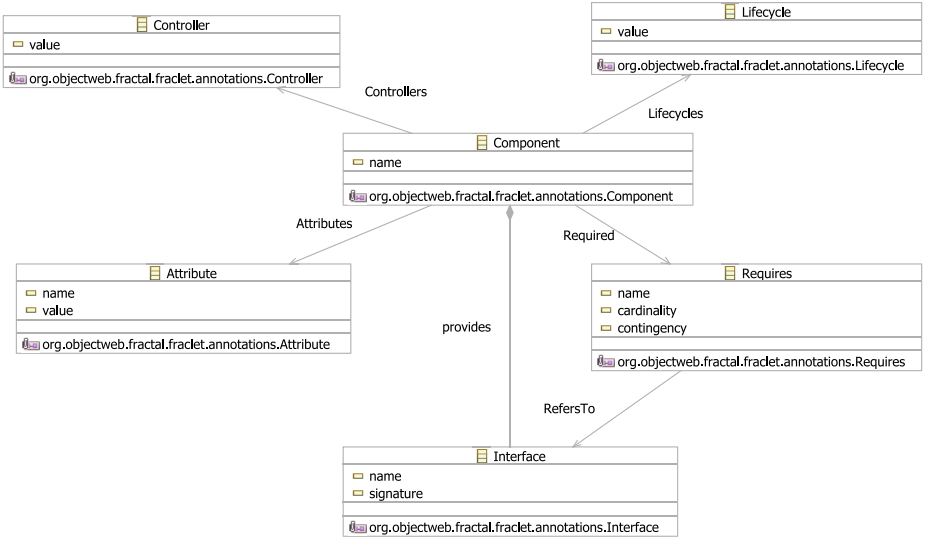 Controller
value
org.objectweb.fractal.fraclet.annotations.Controller
Lifecycle
value
org.objectweb.fractal.fraclet.annotations.Lifecycle
Controllers
Lifecycles
Component
name
org.objectweb.fractal.fraclet.annotations.Component
Attributes
Required
Attribute
name
value
org.objectweb.fractal.fraclet.annotations.Attribute
Requires
name
cardinality
contingency
org.objectweb.fractal.fraclet.annotations.Requires
provides
RefersTo
Interface
name
signature
org.objectweb.fractal.fraclet.annotations.Interface